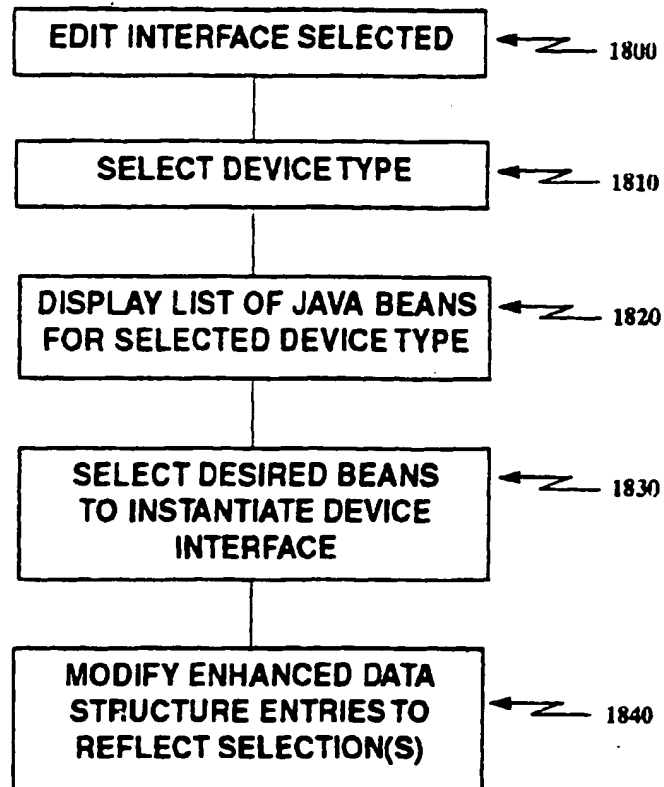 EDIT INTERFACE SELECTED
1800
SELECT DEVICE TYPE
1810
DISPLAY LIST OF JAVA BEANS
FOR SELECTED DEVICE TYPE
1820
SELECT DESIRED BEANS
TO INSTANTIATE DEVICE
INTERFACE
1830
MODIFY ENHANCED DATA
STRUCTURE ENTRIES TO
REFLECT SELECTION(S)
1840